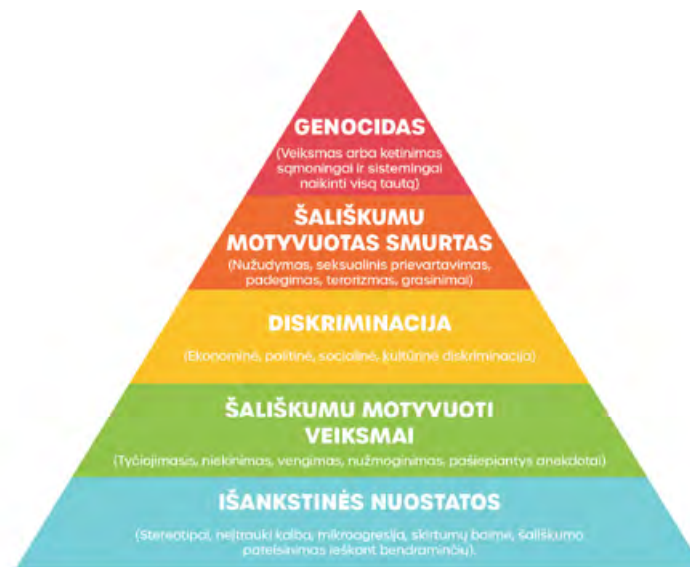 GENOCIDAS
(Veiksmas arba ketinimas
sąmoningai ir sistemingai
naikinti visą tautą)
ŠALIŠKUMU
MOTYVUOTAS SMURTAS
(Nužudymas, seksualinis prievartavimas,
padegimas, terorizmas, grasinimai)
DISKRIMINACIJA
(Ekonominė, politinė, socialinė, kultūrinė diskriminacija)
ŠALIŠKUMU MOTYVUOTI
VEIKSMAI
(Tyčiojimasis, niekinimas, vengimas, nužmoginimas, pašiepiantys anekdotai)
IŠANKSTINĖS NUOSTATOS
(Stereotipai, neįtrauki kalba, mikroagresija, skirtumų baimė, šališkumo
pateisinimas ieškant bendraminčių).